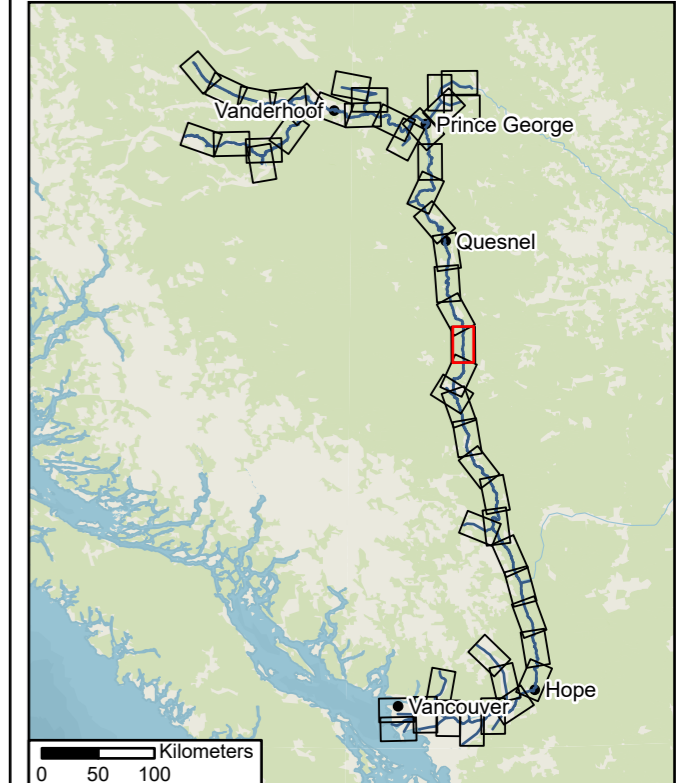 Vanderhoof
Prince George
Quesnel
Hope
Vancouver
Kilometers
0 50 100